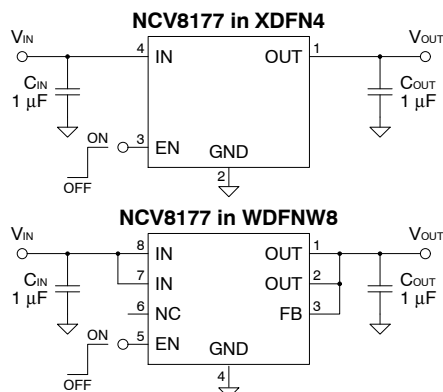 NCV8177 in XDFN4
VIN 4 IN OUT 1 VOUT
CIN
1 µF
COUT
1 µF
ON 3 EN
OFF
GND
2
NCV8177 in WDFNW8
VIN 8 IN OUT 1 VOUT
CIN
1 µF
7 IN OUT 2
COUT
1 µF
6 NC FB 3
ON 5 EN
OFF
GND
4